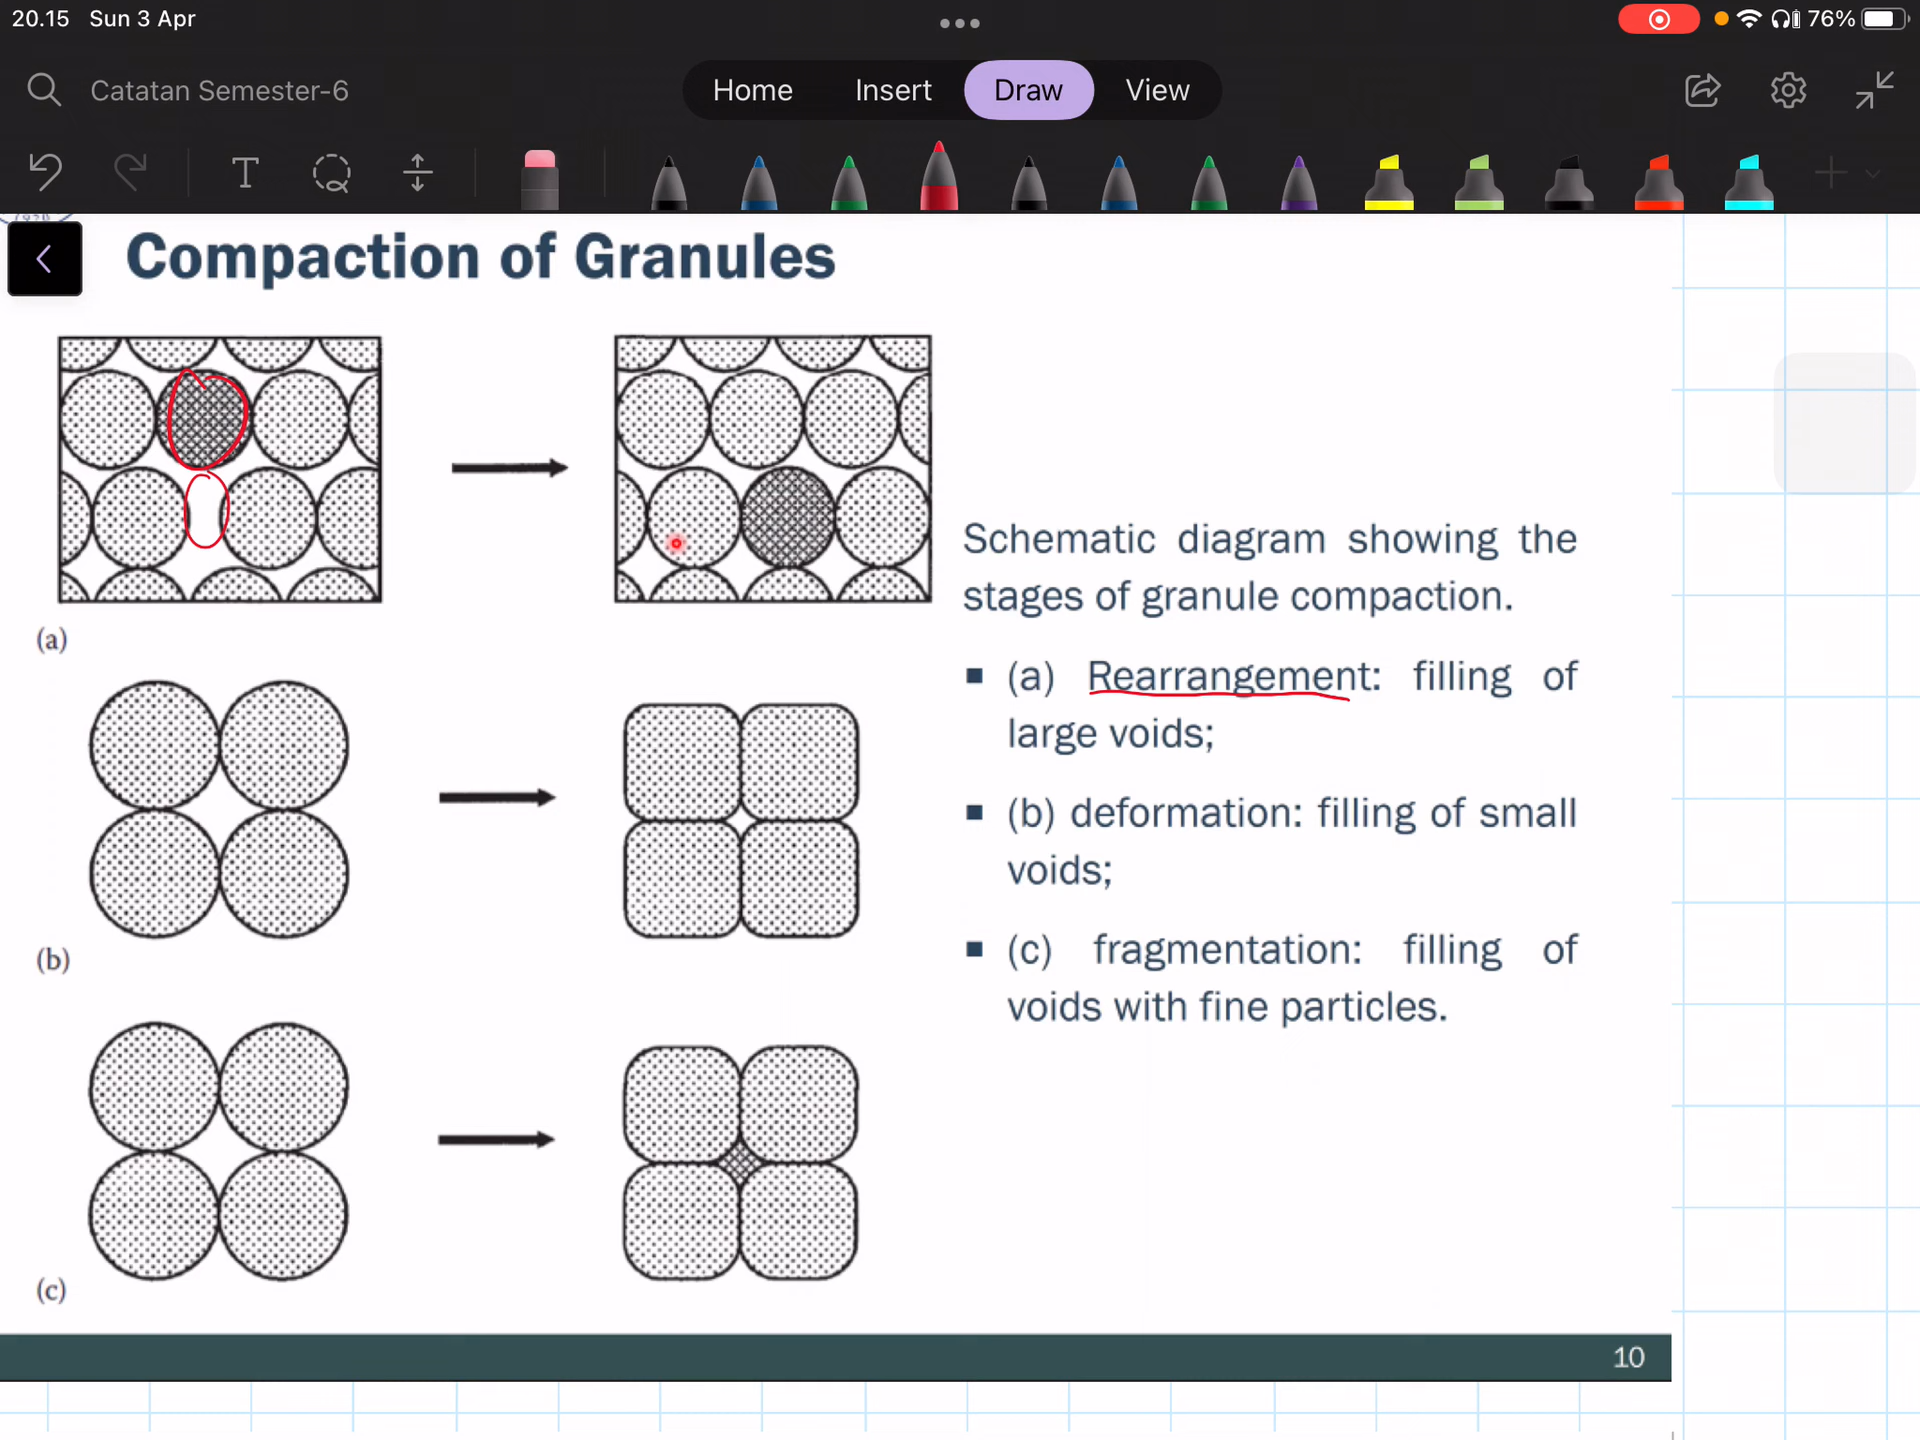 20.15 Sun 3 Apr
76%
Catatan Semester-6
Home Insert Draw View
T
Compaction of Granules
(a)
(b)
(c)
Schematic diagram showing the
stages of granule compaction.
(a) Rearrangement: filling of
large voids;
(b) deformation: filling of small
voids;
(c) fragmentation: filling of
voids with fine particles.
10